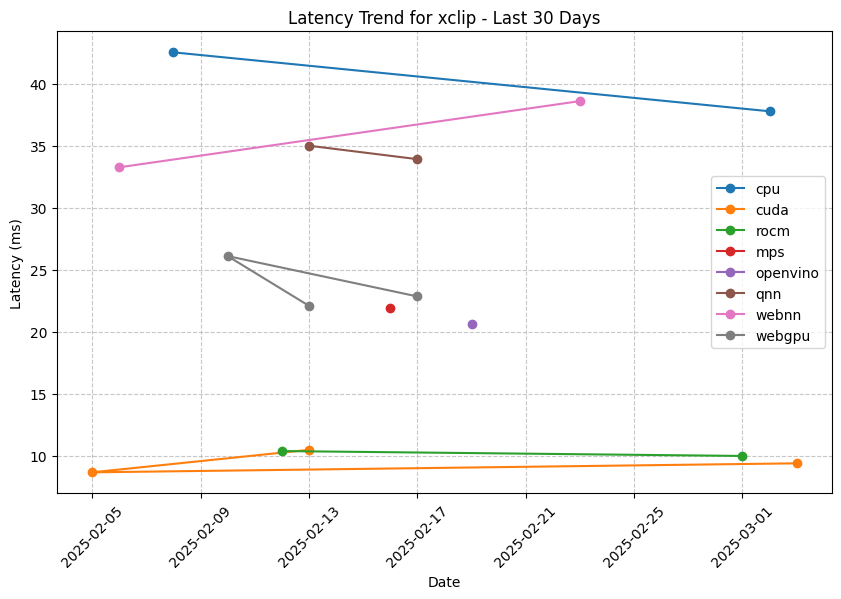 Latency Trend for xclip - Last 30 Days
Latency (ms)
40
35
30
25
20
15
10
cpu
cuda
rocm
mps
openvino
qnn
webnn
webgpu
2025-02-05
2025-02-09
2025-02-13
2025-02-17
2025-02-21
2025-02-25
2025-03-01
Date